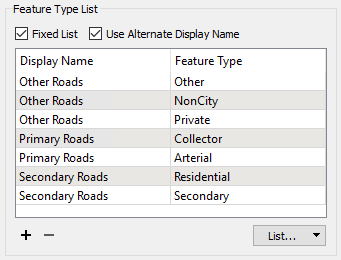 Feature Type List
Fixed List Use Alternate Display Name
Display Name Feature Type
Other Roads Other
Other Roads NonCity
Other Roads Private
Primary Roads Collector
Primary Roads Arterial
Secondary Roads Residential
Secondary Roads Secondary
List...